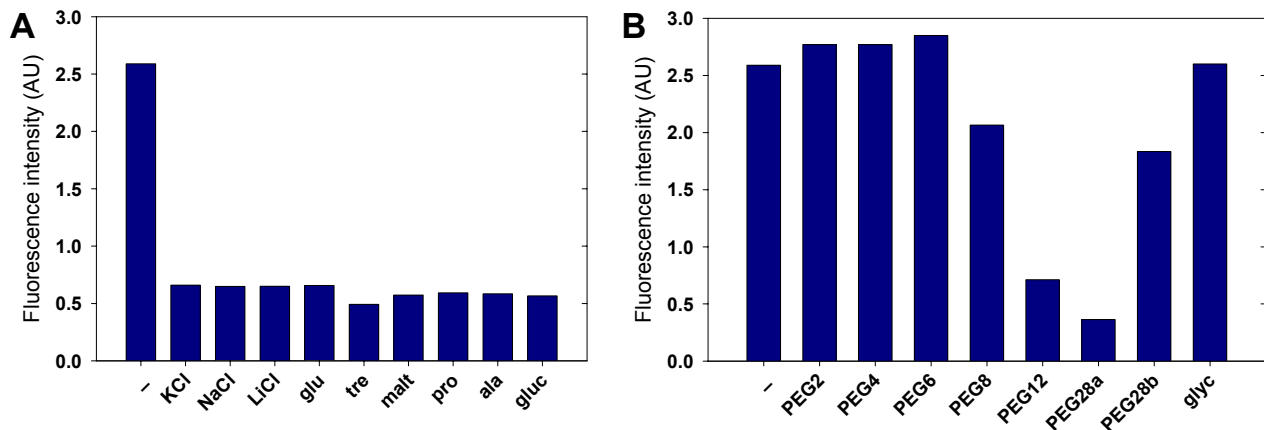 A
Fluorescence intensity (AU)
3.0
2.5
2.0
1.5
1.0
0.5
0.0
–
KCl
NaCl
LiCl
glu
tre
malt
pro
ala
gluc
B
Fluorescence intensity (AU)
3.0
2.5
2.0
1.5
1.0
0.5
0.0
–
PEG2
PEG4
PEG6
PEG8
PEG12
PEG28a
PEG28b
glyc